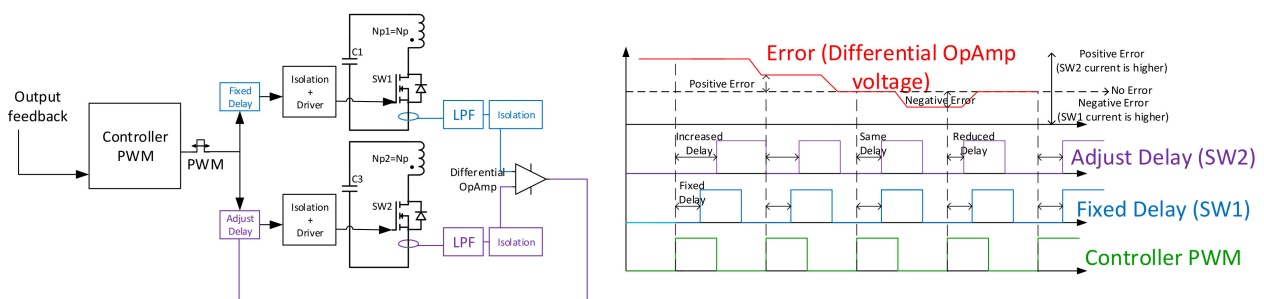 Output
feedback
Controller
PWM
PWM
Fixed
Delay
Isolation
+
Driver
C1
Np1=Np
SW1
LPF
Isolation
Adjust
Delay
Isolation
+
Driver
C3
Np2=Np
SW2
LPF
Isolation
Differential
OpAmp
Error (Differential OpAmp
voltage)
Positive Error
Negative Error
Positive Error
(SW2 current is higher)
No Error
Negative Error
(SW1 current is higher)
Increased
Delay
Same
Delay
Reduced
Delay
Adjust Delay (SW2)
Fixed
Delay
Fixed Delay (SW1)
Controller PWM